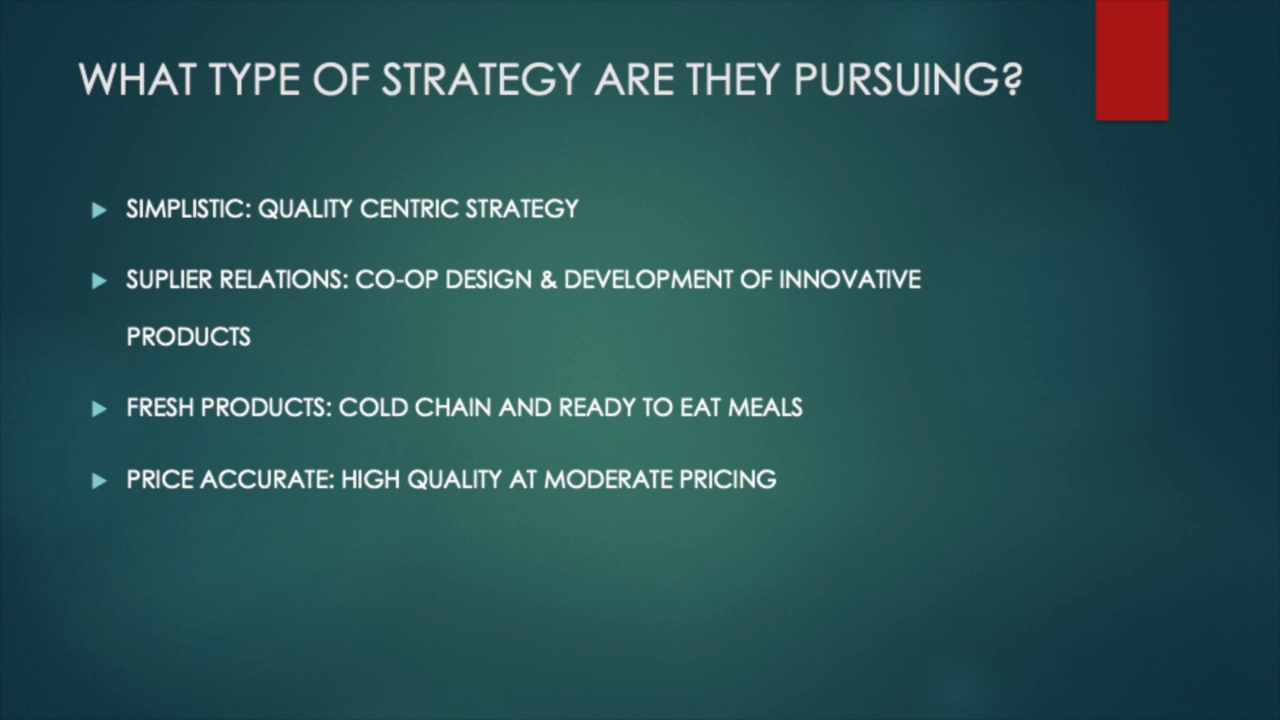 WHAT TYPE OF STRATEGY ARE THEY PURSUING?
SIMPLISTIC: QUALITY CENTRIC STRATEGY
SUPLIER RELATIONS: CO-OP DESIGN & DEVELOPMENT OF INNOVATIVE
PRODUCTS
FRESH PRODUCTS: COLD CHAIN AND READY TO EAT MEALS
PRICE ACCURATE: HIGH QUALITY AT MODERATE PRICING